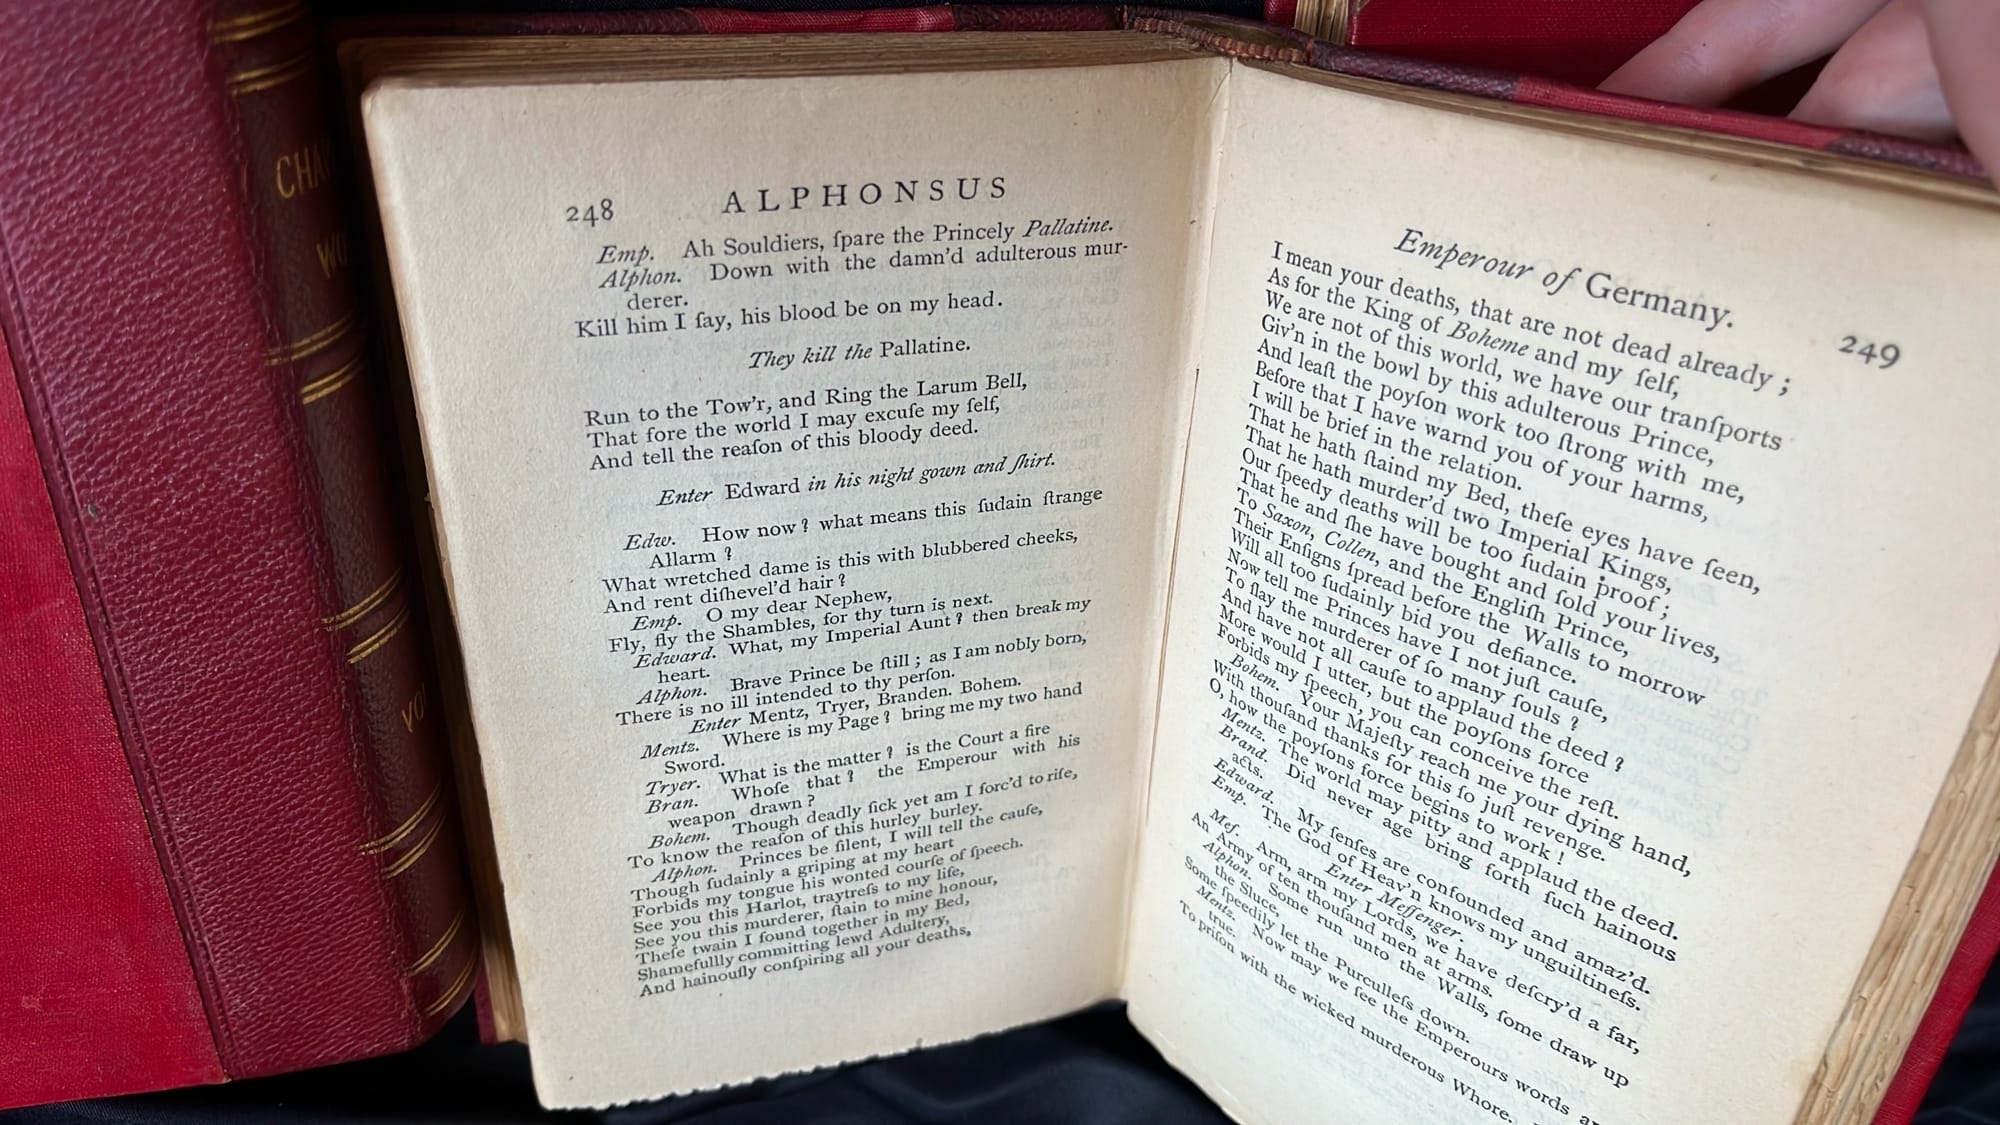 CHA
WO
VO
248 ALPHONSUS
Emp. Ah Souldiers, ſpare the Princely Pallatine.
Alphon. Down with the damn'd adulterous mur-
derer.
Kill him I ſay, his blood be on my head.
They kill the Pallatine.
Run to the Tow'r, and Ring the Larum Bell,
That fore the world I may excuſe my ſelf,
And tell the reaſon of this bloody deed.
Enter Edward in his night gown and ſhirt.
Edw. How now? what means this ſudain ſtrange
Allarm?
What wretched dame is this with blubbered cheeks,
And rent diſhevel'd hair?
Emp. O my dear Nephew,
Fly, fly the Shambles, for thy turn is next.
Edward. What, my Imperial Aunt? then break my
heart.
Alphon. Brave Prince be ſtill; as I am nobly born,
There is no ill intended to thy perſon.
Enter Mentz, Tryer, Branden. Bohem.
Mentz. Where is my Page? bring me my two hand
Sword.
Tryer. What is the matter? is the Court a fire
Bran. Whoſe that? the Emperour with his
weapon drawn?
Bohem. Though deadly ſick yet am I forc'd to riſe,
To know the reaſon of this hurley burley.
Alphon. Princes be ſilent, I will tell the cauſe,
Though ſudainly a griping at my heart
Forbids my tongue his wonted courſe of ſpeech.
See you this Harlot, traytreſs to my life,
See you this murderer, ſtain to mine honour,
Theſe twain I found together in my Bed,
Shamefullly committing lewd Adultery,
And hainouſly conſpiring all your deaths,
Emperour of Germany. 249
I mean your deaths, that are not dead already;
As for the King of Boheme and my ſelf,
We are not of this world, we have our tranſports
Giv'n in the bowl by this adulterous Prince,
And leaſt the poyſon work too ſtrong with me,
Before that I have warnd you of your harms,
I will be brief in the relation.
That he hath ſtaind my Bed, theſe eyes have ſeen,
That he hath murder'd two Imperial Kings,
Our ſpeedy deaths will be too ſudain proof;
That he and ſhe have bought and ſold your lives,
To Saxon, Collen, and the Engliſh Prince,
Their Enſigns ſpread before the Walls to morrow
Will all too ſudainly bid you defiance.
Now tell me Princes have I not juſt cauſe,
To ſlay the murderer of ſo many ſouls?
And have not all cauſe to applaud the deed?
More would I utter, but the poyſons force
Forbids my ſpeech, you can conceive the reſt.
Bohem. Your Majeſty reach me your dying hand,
With thouſand thanks for this ſo juſt revenge.
O, how the poyſons force begins to work!
Mentz. The world may pitty and applaud the deed.
Brand. Did never age bring forth ſuch hainous
acts.
Edward. My ſenſes are confounded and amaz'd.
Emp. The God of Heav'n knows my unguiltineſs.
Enter Meſſenger.
Meſ. Arm, arm my Lords, we have deſcry'd a far,
An Army of ten thouſand men at arms.
Alphon. Some run unto the Walls, ſome draw up
the Sluce,
Some ſpeedily let the Purculleſs down.
Mentz. Now may we ſee the Emperours words a
true.
To priſon with the wicked murderous Whore.